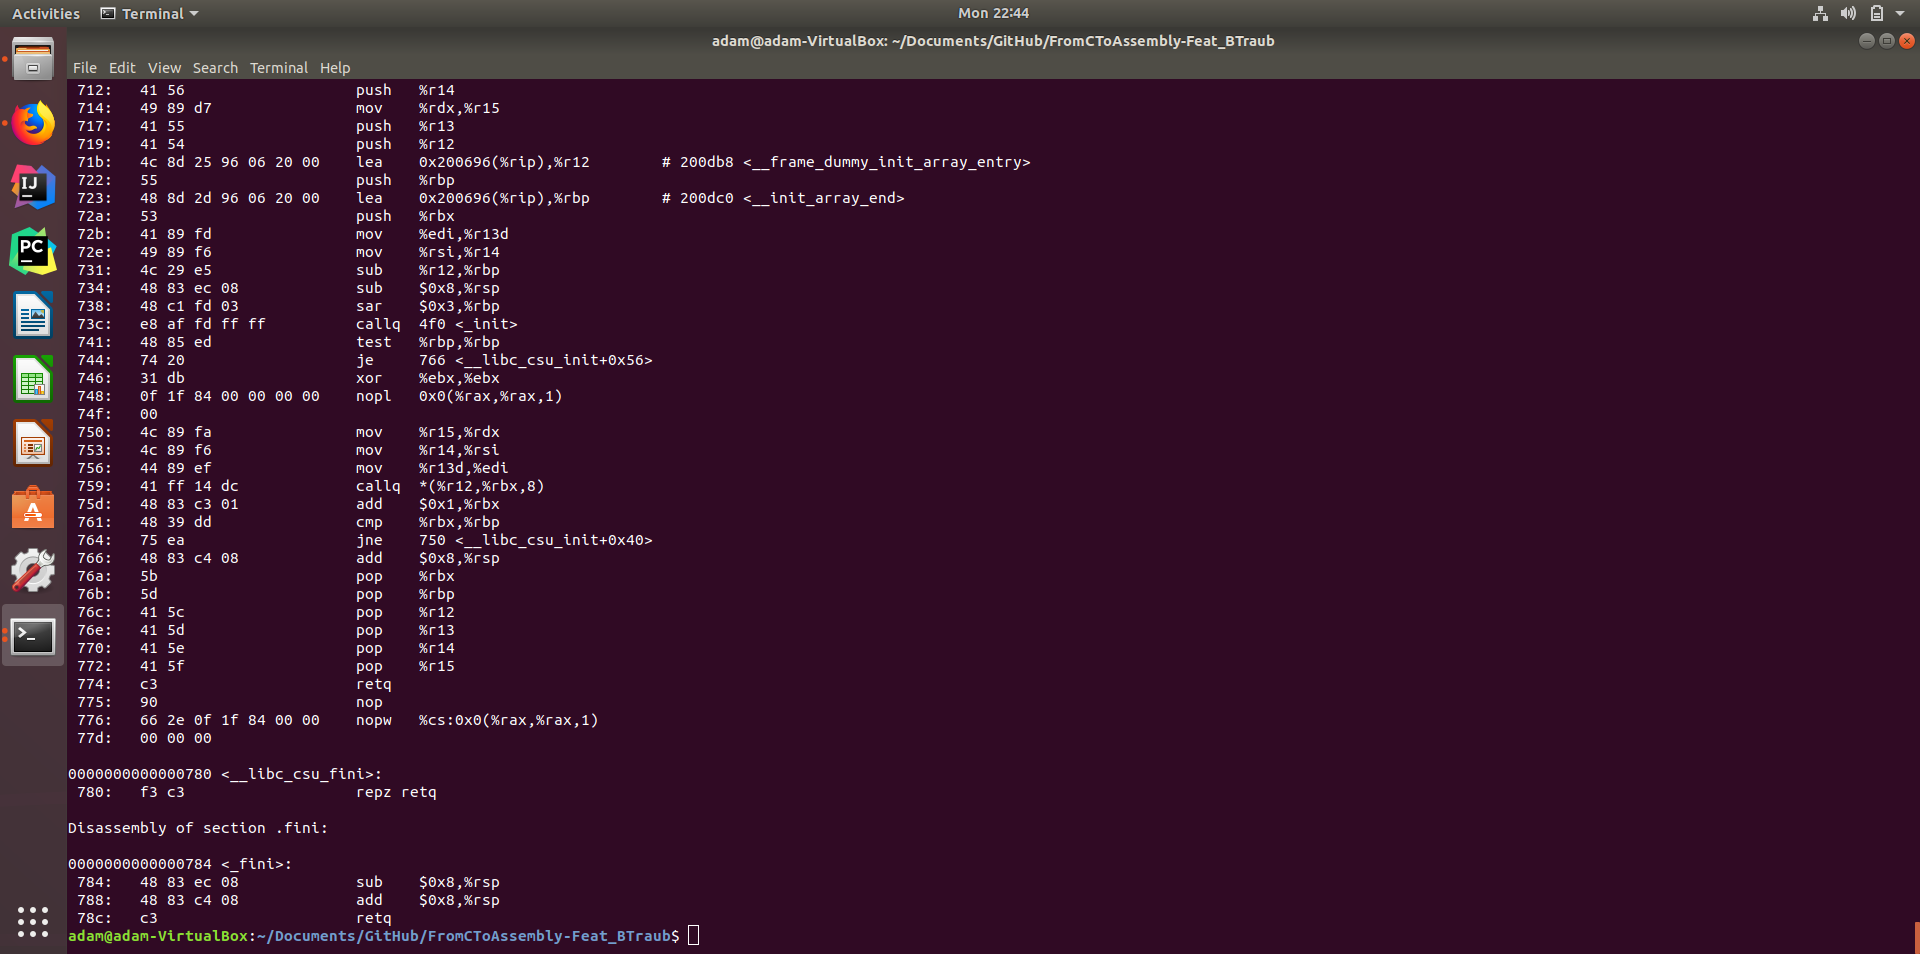 Activities Terminal Mon 22:44
adam@adam-VirtualBox: ~/Documents/GitHub/FromCToAssembly-Feat_BTraub
File Edit View Search Terminal Help
712: 41 56 push %r14
714: 49 89 d7 mov %rdx,%r15
717: 41 55 push %r13
719: 41 54 push %r12
71b: 4c 8d 25 96 06 20 00 lea 0x200696(%rip),%r12 # 200db8 <__frame_dummy_init_array_entry>
722: 55 push %rbp
723: 48 8d 2d 96 06 20 00 lea 0x200696(%rip),%rbp # 200dc0 <__init_array_end>
72a: 53 push %rbx
72b: 41 89 fd mov %edi,%r13d
72e: 49 89 f6 mov %rsi,%r14
731: 4c 29 e5 sub %r12,%rbp
734: 48 83 ec 08 sub $0x8,%rsp
738: 48 c1 fd 03 sar $0x3,%rbp
73c: e8 af fd ff ff callq 4f0 <_init>
741: 48 85 ed test %rbp,%rbp
744: 74 20 je 766 <__libc_csu_init+0x56>
746: 31 db xor %ebx,%ebx
748: 0f 1f 84 00 00 00 00 nopl 0x0(%rax,%rax,1)
74f: 00
750: 4c 89 fa mov %r15,%rdx
753: 4c 89 f6 mov %r14,%rsi
756: 44 89 ef mov %r13d,%edi
759: 41 ff 14 dc callq *(%r12,%rbx,8)
75d: 48 83 c3 01 add $0x1,%rbx
761: 48 39 dd cmp %rbx,%rbp
764: 75 ea jne 750 <__libc_csu_init+0x40>
766: 48 83 c4 08 add $0x8,%rsp
76a: 5b pop %rbx
76b: 5d pop %rbp
76c: 41 5c pop %r12
76e: 41 5d pop %r13
770: 41 5e pop %r14
772: 41 5f pop %r15
774: c3 retq
775: 90 nop
776: 66 2e 0f 1f 84 00 00 nopw %cs:0x0(%rax,%rax,1)
77d: 00 00 00
0000000000000780 <__libc_csu_fini>:
780: f3 c3 repz retq
Disassembly of section .fini:
0000000000000784 <_fini>:
784: 48 83 ec 08 sub $0x8,%rsp
788: 48 83 c4 08 add $0x8,%rsp
78c: c3 retq
adam@adam-VirtualBox:~/Documents/GitHub/FromCToAssembly-Feat_BTraub$
IJ
PC